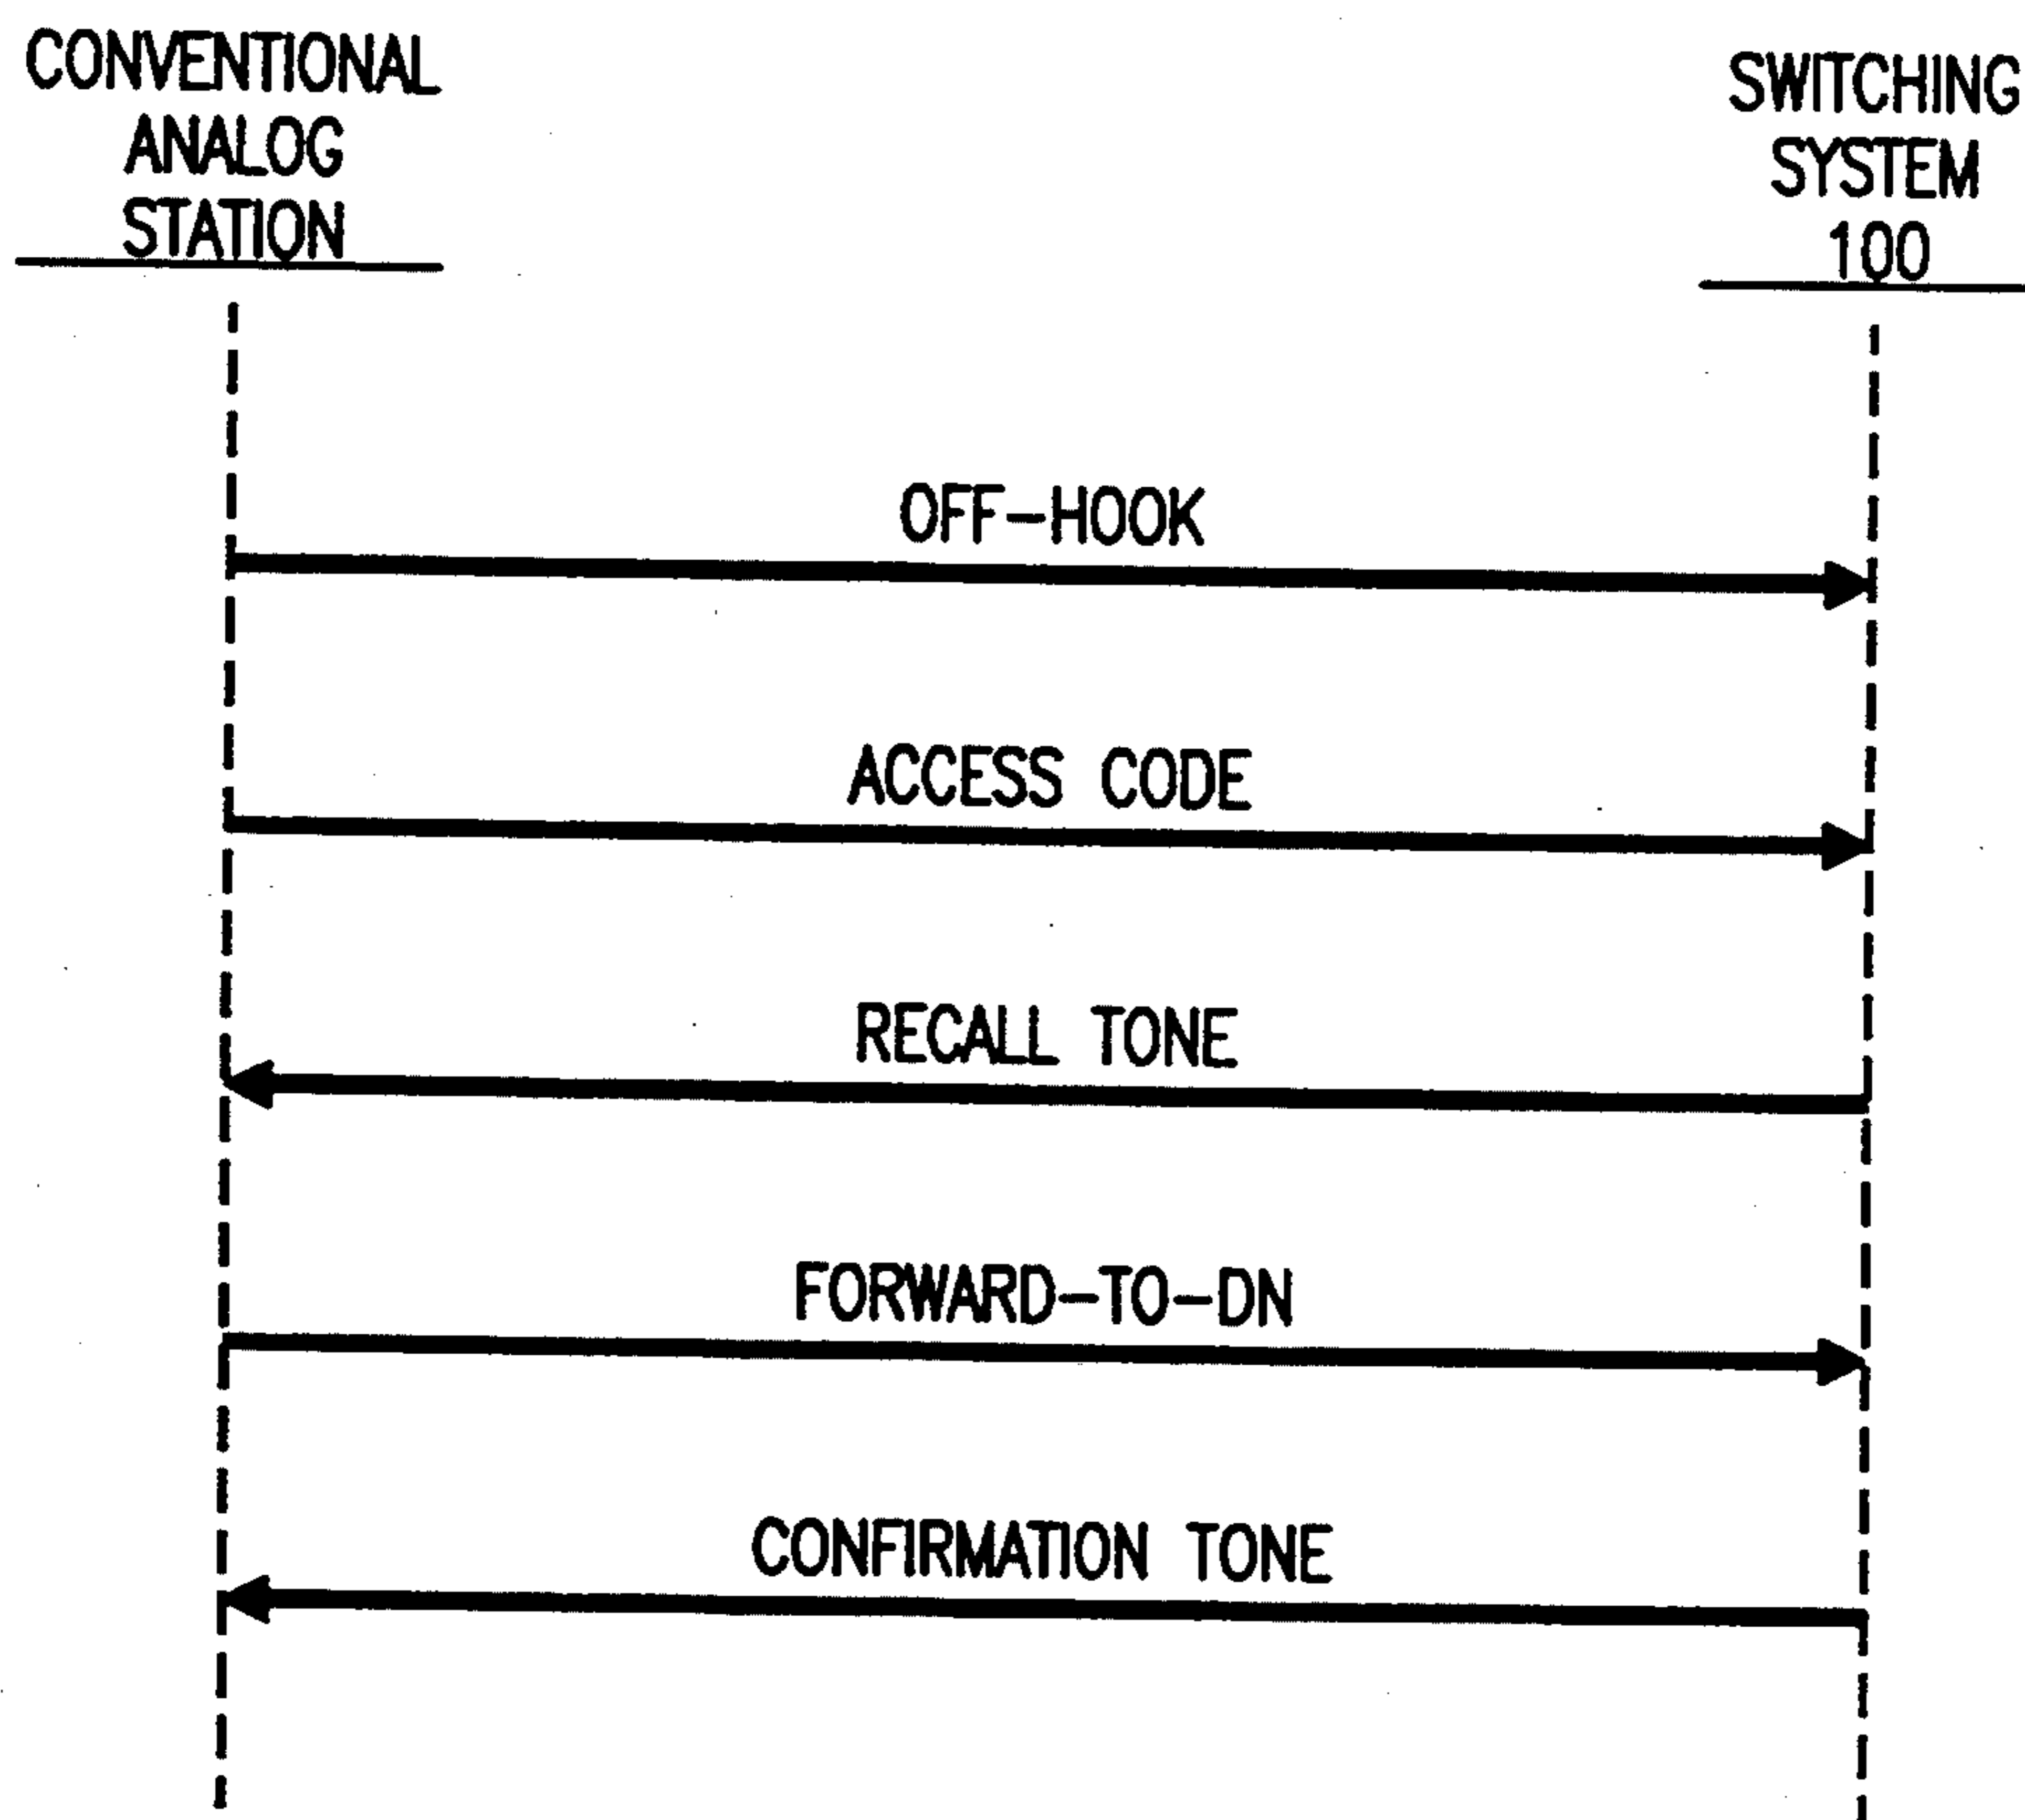 CONVENTIONAL
ANALOG
STATION
SWITCHING
SYSTEM
100
OFF-HOOK
ACCESS CODE
RECALL TONE
FORWARD-TO-DN
CONFIRMATION TONE